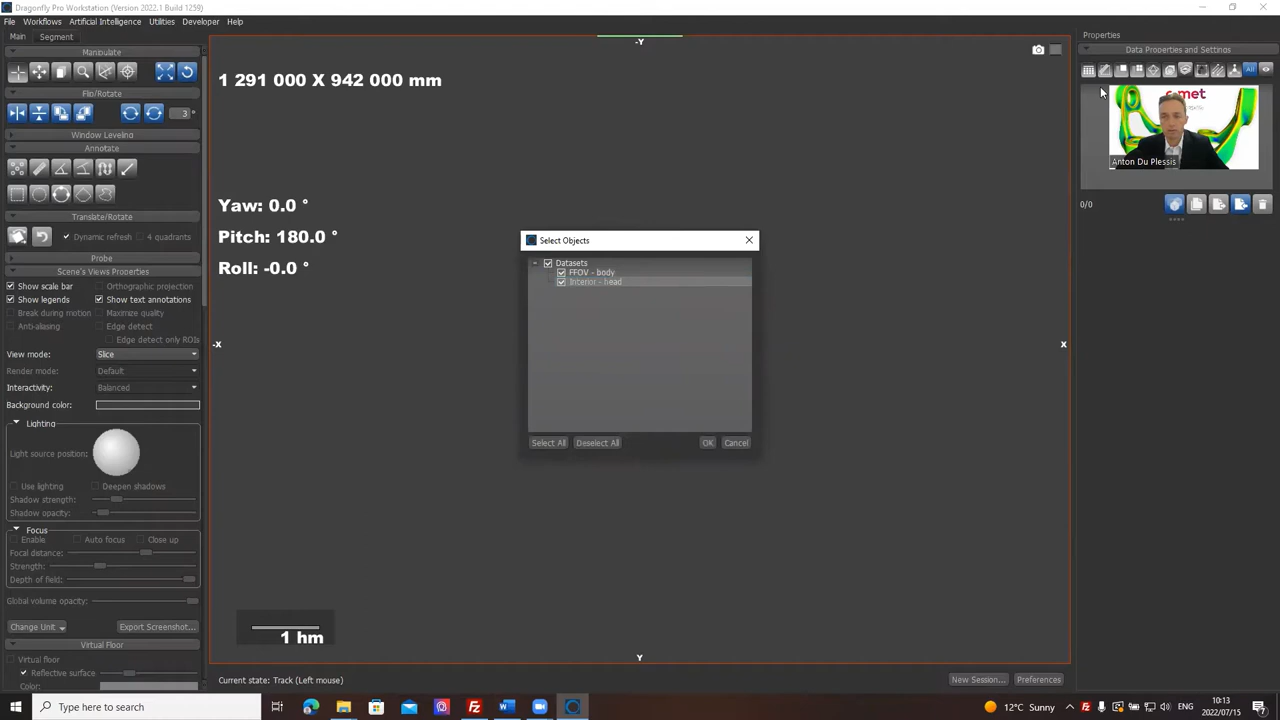 Dragonfly Pro Workstation (Version 2022.1 Build 1259)
File Workflows Artificial Intelligence Utilities Developer Help
Main Segment
Manipulate
Flip/Rotate
3 °
Window Leveling
Annotate
Translate/Rotate
Dynamic refresh 4 quadrants
Probe
Scene's Views Properties
Show scale bar Orthographic projection
Show legends Show text annotations
Break during motion Maximize quality
Anti-aliasing Edge detect
Edge detect only ROIs
View mode: Slice
Render mode: Default
Interactivity: Balanced
Background color:
Lighting
Light source position:
Use lighting Deepen shadows
Shadow strength:
Shadow opacity:
Focus
Enable Auto focus Close up
Focal distance:
Strength:
Depth of field:
Global volume opacity:
Change Unit Export Screenshot...
Virtual Floor
Virtual floor
Reflective surface
Color:
-Y
1 291 000 X 942 000 mm
Yaw: 0.0 °
Pitch: 180.0 °
Roll: -0.0 °
-X
X
Select Objects
Datasets
FFOV - body
Interior - head
Select All Deselect All OK Cancel
1 hm
Y
Current state: Track (Left mouse) New Session... Preferences
Properties
Data Properties and Settings
All
met
Anton Du Plessis
0/0
Type here to search
12°C Sunny
ENG
10:13
2022/07/15